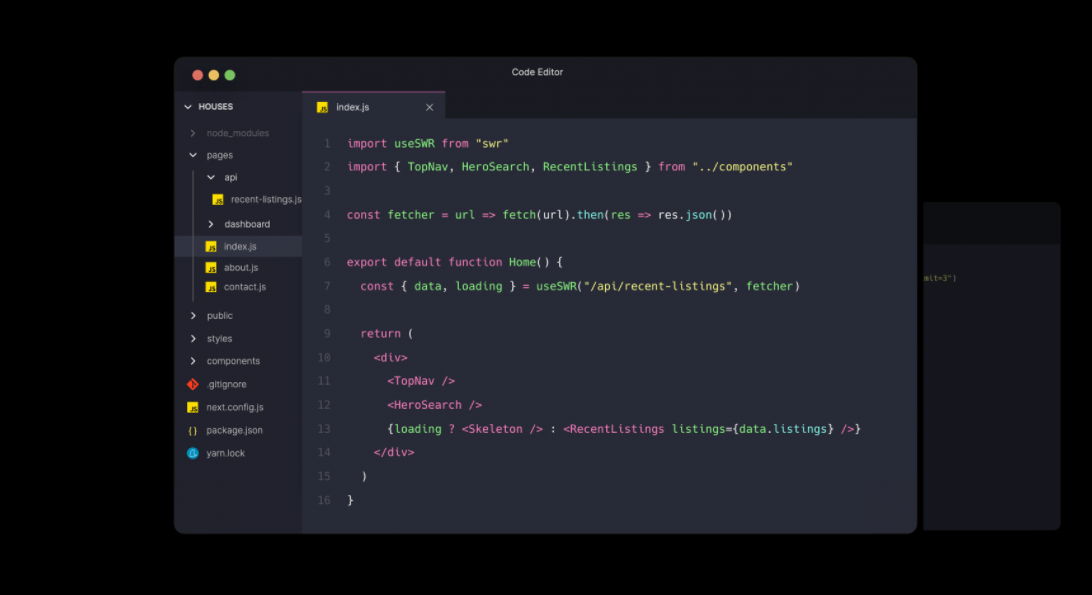 Code Editor
HOUSES
node_modules
pages
api
recent-listings.js
dashboard
index.js
about.js
contact.js
public
styles
components
.gitignore
next.config.js
package.json
yarn.lock
JS index.js
1 import useSWR from "swr"
2 import { TopNav, HeroSearch, RecentListings } from "../components"
3
4 const fetcher = url => fetch(url).then(res => res.json())
5
6 export default function Home() {
7 const { data, loading } = useSWR("/api/recent-listings", fetcher)
8
9 return (
10 <div>
11 <TopNav />
12 <HeroSearch />
13 {loading ? <Skeleton /> : <RecentListings listings={data.listings} />}
14 </div>
15 )
16 }
mit=3")